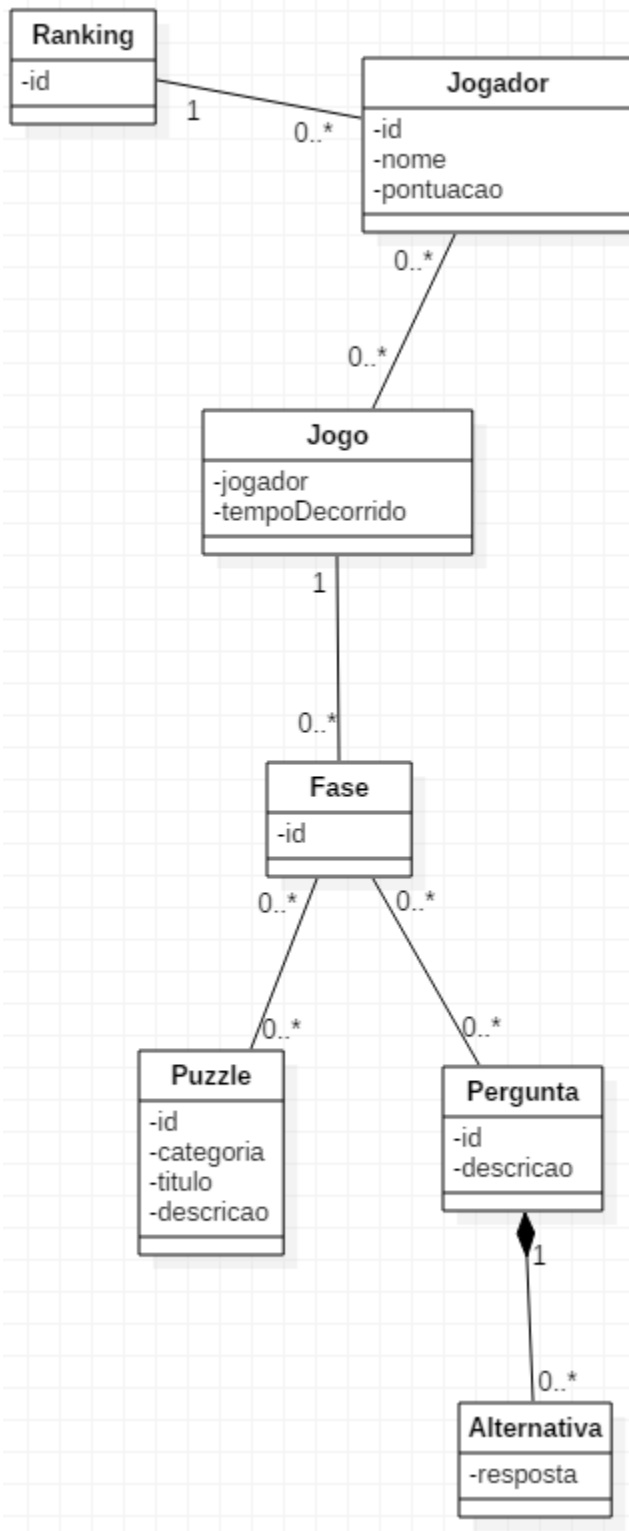 Ranking
-id
1
0..*
Jogador
-id
-nome
-pontuacao
0..*
0..*
Jogo
-jogador
-tempoDecorrido
1
0..*
Fase
-id
0..*
0..*
0..*
0..*
Puzzle
-id
-categoria
-titulo
-descricao
Pergunta
-id
-descricao
1
0..*
Alternativa
-resposta